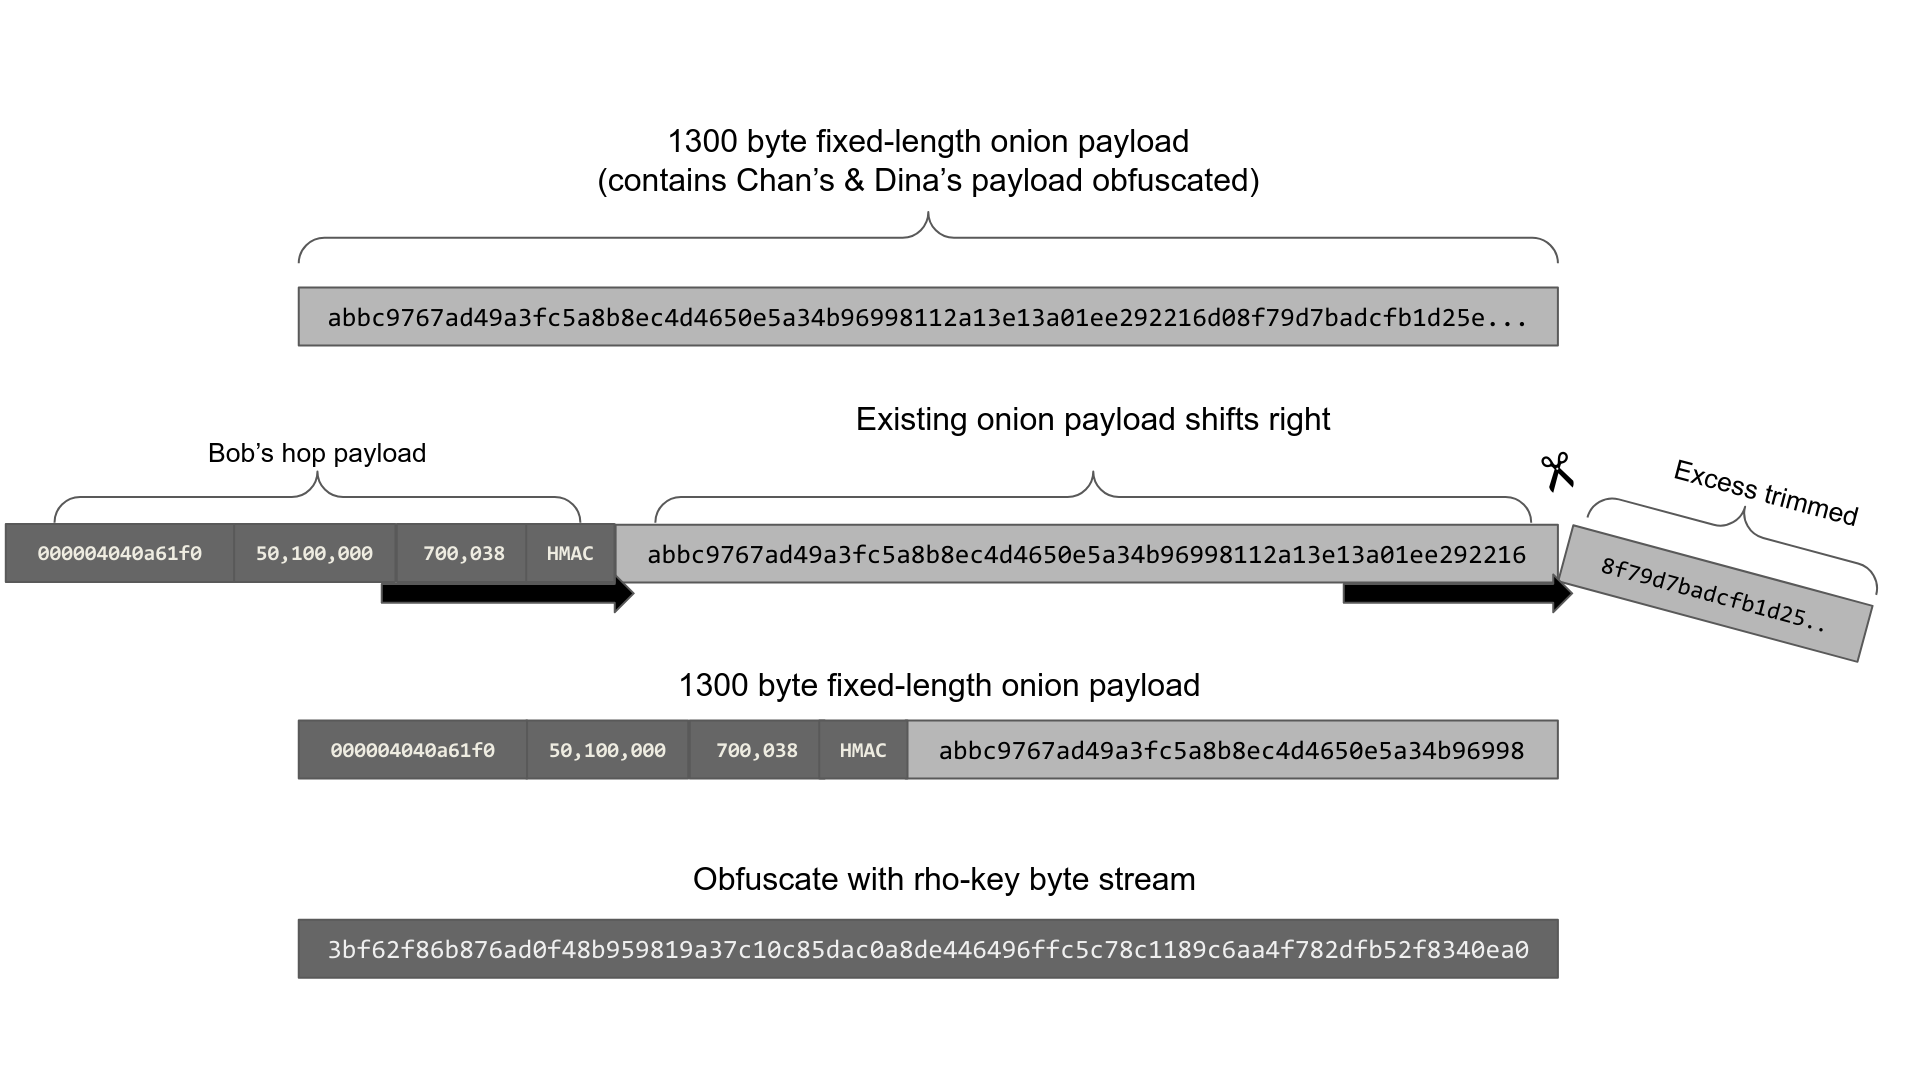 1300 byte fixed-length onion payload
(contains Chan’s & Dina’s payload obfuscated)
abbc9767ad49a3fc5a8b8ec4d4650e5a34b96998112a13e13a01ee292216d08f79d7badcfb1d25e...
Existing onion payload shifts right
Bob’s hop payload
Excess trimmed
000004040a61f0 50,100,000 700,038 HMAC abbc9767ad49a3fc5a8b8ec4d4650e5a34b96998112a13e13a01ee292216
8f79d7badcfb1d25..
1300 byte fixed-length onion payload
000004040a61f0 50,100,000 700,038 HMAC abbc9767ad49a3fc5a8b8ec4d4650e5a34b96998
Obfuscate with rho-key byte stream
3bf62f86b876ad0f48b959819a37c10c85dac0a8de446496ffc5c78c1189c6aa4f782dfb52f8340ea0